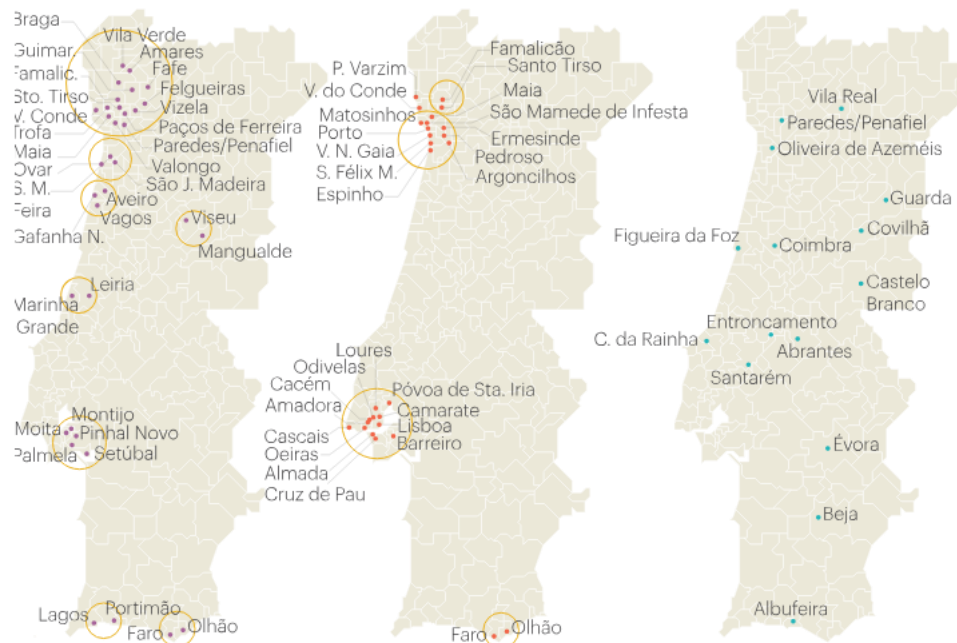 Braga
Vila Verde
Amares
Guimar.
Fafe
Famalic.
Felgueiras
Sto. Tirso
Vizela
V. Conde
Paços de Ferreira
Trofa
Paredes/Penafiel
Maia
Valongo
Ovar
São J. Madeira
S. M.
Feira
Aveiro
Vagos
Gafanha N.
Viseu
Mangualde
Leiria
Marinha
Grande
Montijo
Moita
Pinhal Novo
Palmela
Setúbal
Lagos
Portimão
Faro
Olhão
Famalicão
Santo Tirso
P. Varzim
V. do Conde
Maia
Matosinhos
São Mamede de Infesta
Porto
Ermesinde
V. N. Gaia
Pedroso
S. Félix M.
Argoncilhos
Espinho
Loures
Odivelas
Cacém
Póvoa de Sta. Iria
Amadora
Camarate
Lisboa
Cascais
Barreiro
Oeiras
Almada
Cruz de Pau
Faro
Olhão
Vila Real
Paredes/Penafiel
Oliveira de Azeméis
Guarda
Covilhã
Figueira da Foz
Coimbra
Castelo
Branco
Entroncamento
C. da Rainha
Abrantes
Santarém
Évora
Beja
Albufeira